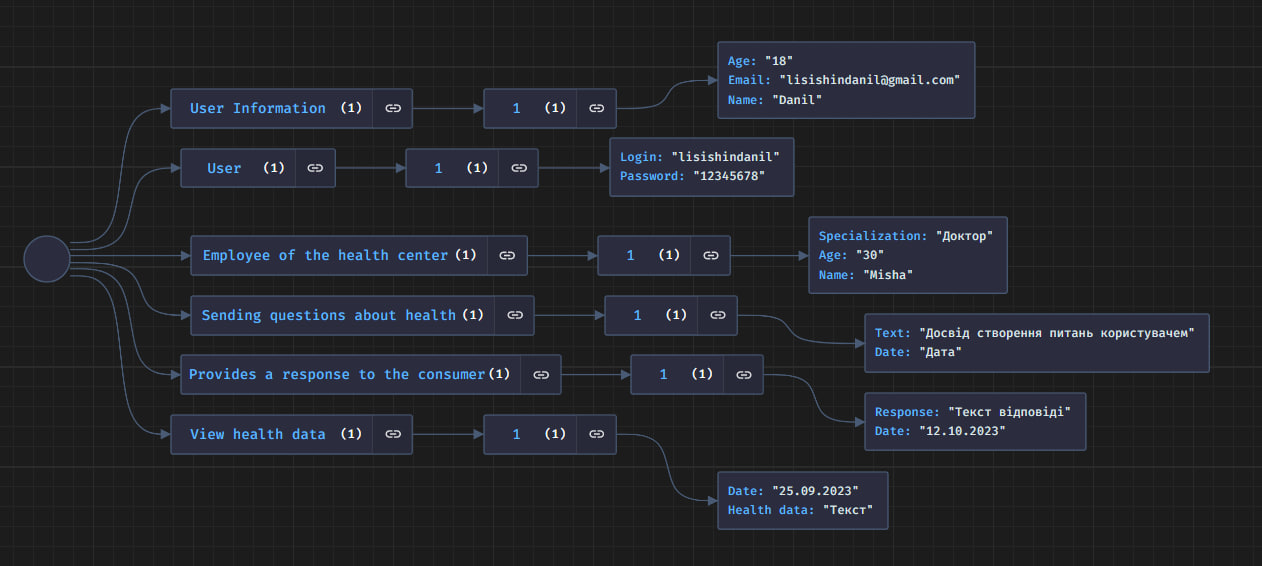 User Information (1)
1 (1)
Age: "18"
Email: "lisishindanil@gmail.com"
Name: "Danil"
User (1)
1 (1)
Login: "lisishindanil"
Password: "12345678"
Employee of the health center (1)
1 (1)
Specialization: "Доктор"
Age: "30"
Name: "Misha"
Sending questions about health (1)
1 (1)
Text: "Досвід створення питань користувачем"
Date: "Дата"
Provides a response to the consumer (1)
1 (1)
Response: "Текст відповіді"
Date: "12.10.2023"
View health data (1)
1 (1)
Date: "25.09.2023"
Health data: "Текст"